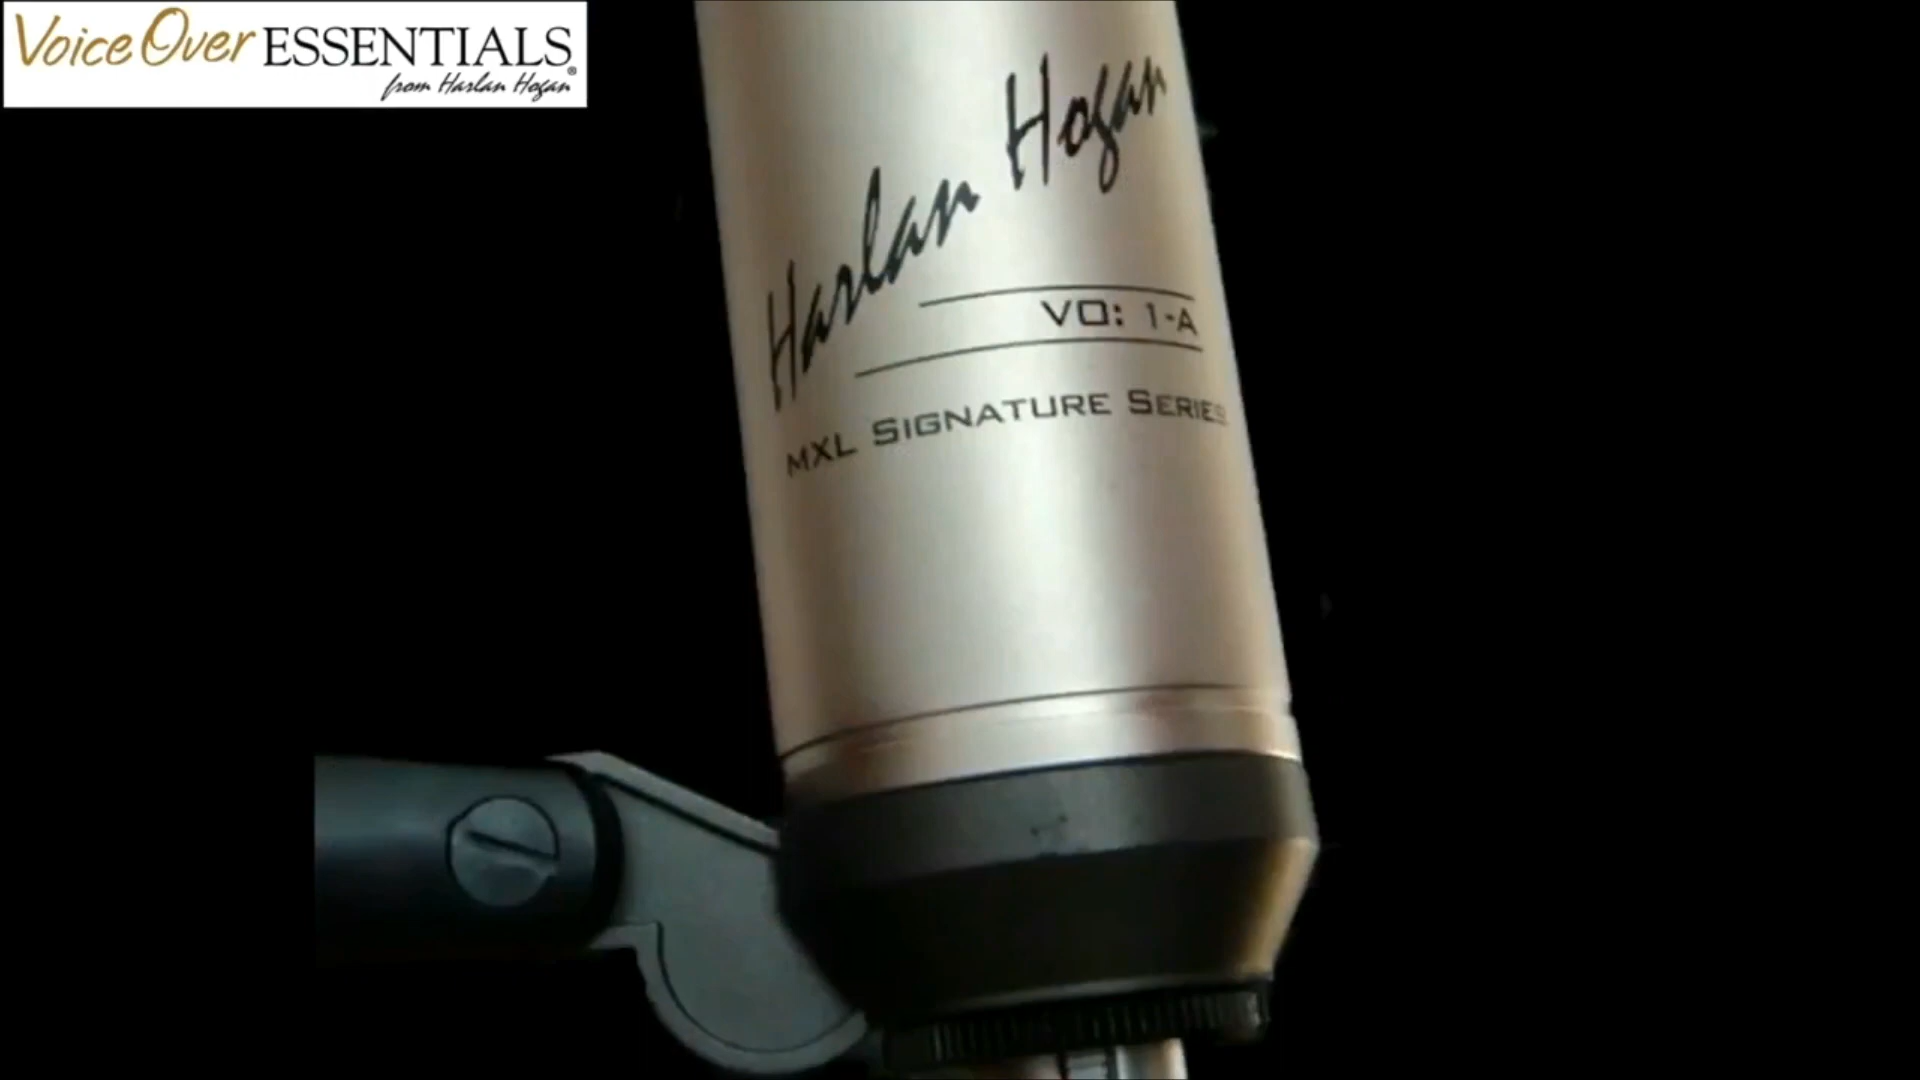 Voice Over ESSENTIALS®
from Harlan Hogan
Harlan Hogan
VO: 1-A
MXL SIGNATURE SERIES